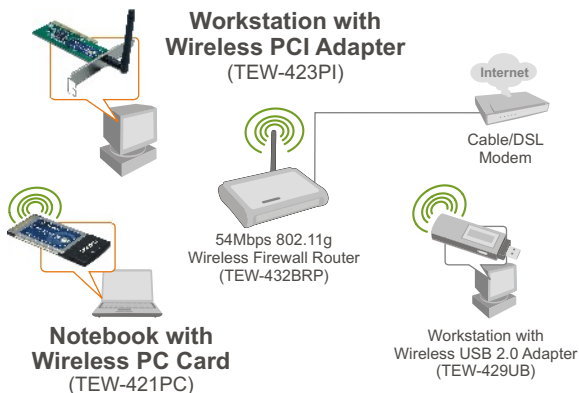 Workstation with
Wireless PCI Adapter
(TEW-423PI)
Internet
Cable/DSL
Modem
54Mbps 802.11g
Wireless Firewall Router
(TEW-432BRP)
Notebook with
Wireless PC Card
(TEW-421PC)
Workstation with
Wireless USB 2.0 Adapter
(TEW-429UB)